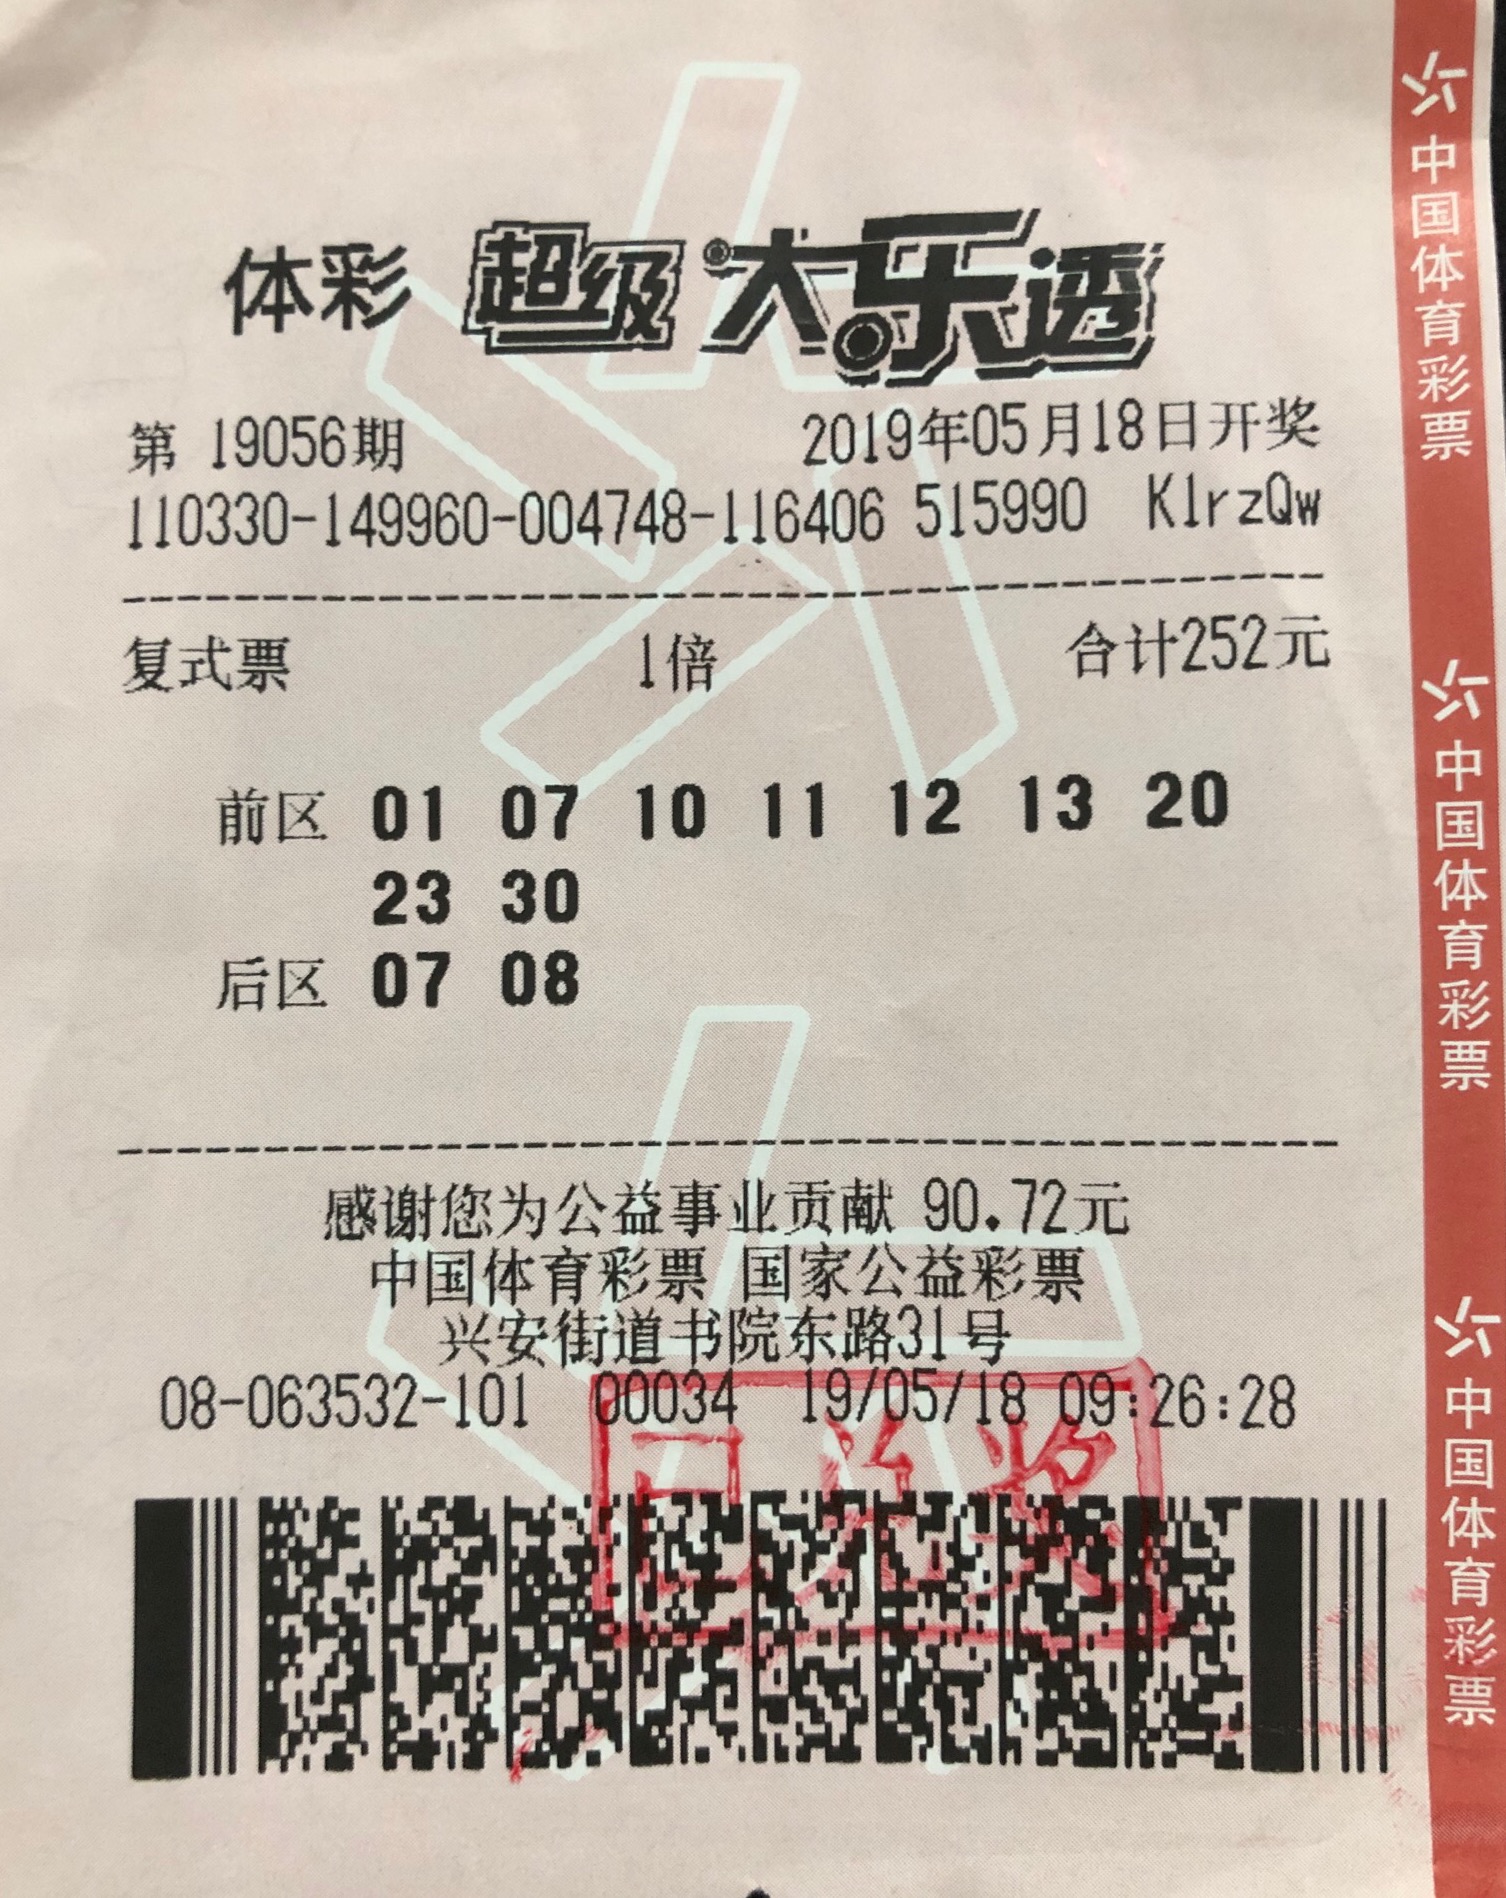 体彩 超级大乐透
第 19056期 2019年05月18日开奖
110330-149960-004748-116406 515990 K1rzQw
复式票 1倍 合计252元
前区 01 07 10 11 12 13 20
23 30
后区 07 08
感谢您为公益事业贡献 90.72元
中国体育彩票 国家公益彩票
兴安街道书院东路31号
08-063532-101 00034 19/05/18 09:26:28
已兑奖
中国体育彩票
中国体育彩票
中国体育彩票